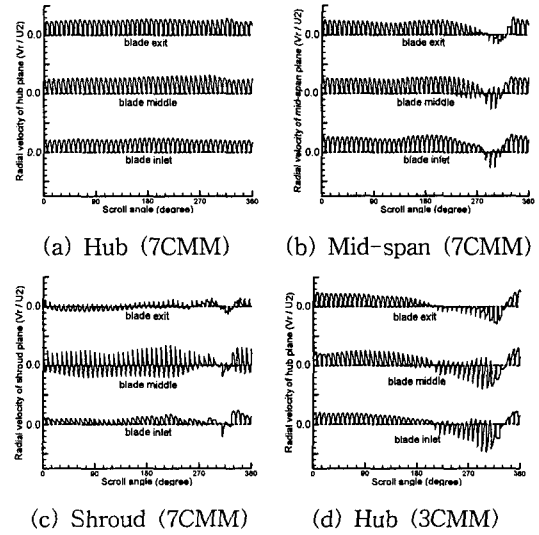 Radial velocity of hub plane (Vr / U2)
0.0
blade exit
0.0
blade middle
0.0
blade inlet
0 90 180 270 360
Scroll angle (degree)
(a) Hub (7CMM)
Radial velocity of mid-span plane (Vr / U2)
0.0
blade exit
0.0
blade middle
0.0
blade inlet
0 90 180 270 360
Scroll angle (degree)
(b) Mid-span (7CMM)
Radial velocity of shroud plane (Vr / U2)
0.0
blade exit
0.0
blade middle
0.0
blade inlet
0 90 180 270 360
Scroll angle (degree)
(c) Shroud (7CMM)
Radial velocity of hub plane (Vr / U2)
0.0
blade exit
0.0
blade middle
0.0
blade inlet
0 90 180 270 360
Scroll angle (degree)
(d) Hub (3CMM)